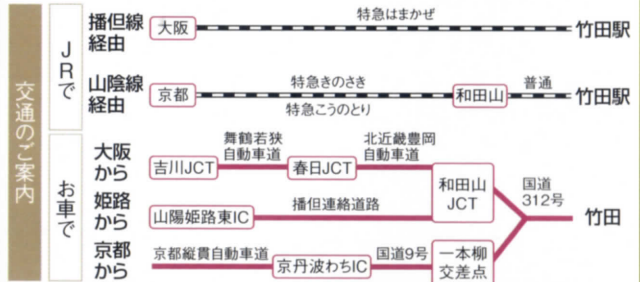 交通のご案内
JRで
播但線
経由
大阪
特急はまかぜ
竹田駅
山陰線
経由
京都
特急きのさき
特急こうのとり
和田山
普通
竹田駅
お車で
大阪
から
吉川JCT
舞鶴若狭
自動車道
春日JCT
北近畿豊岡
自動車道
和田山
JCT
姫路
から
山陽姫路東IC
播但連絡道路
国道
312号
竹田
京都
から
京都縦貫自動車道
京丹波わちIC
国道9号
一本柳
交差点